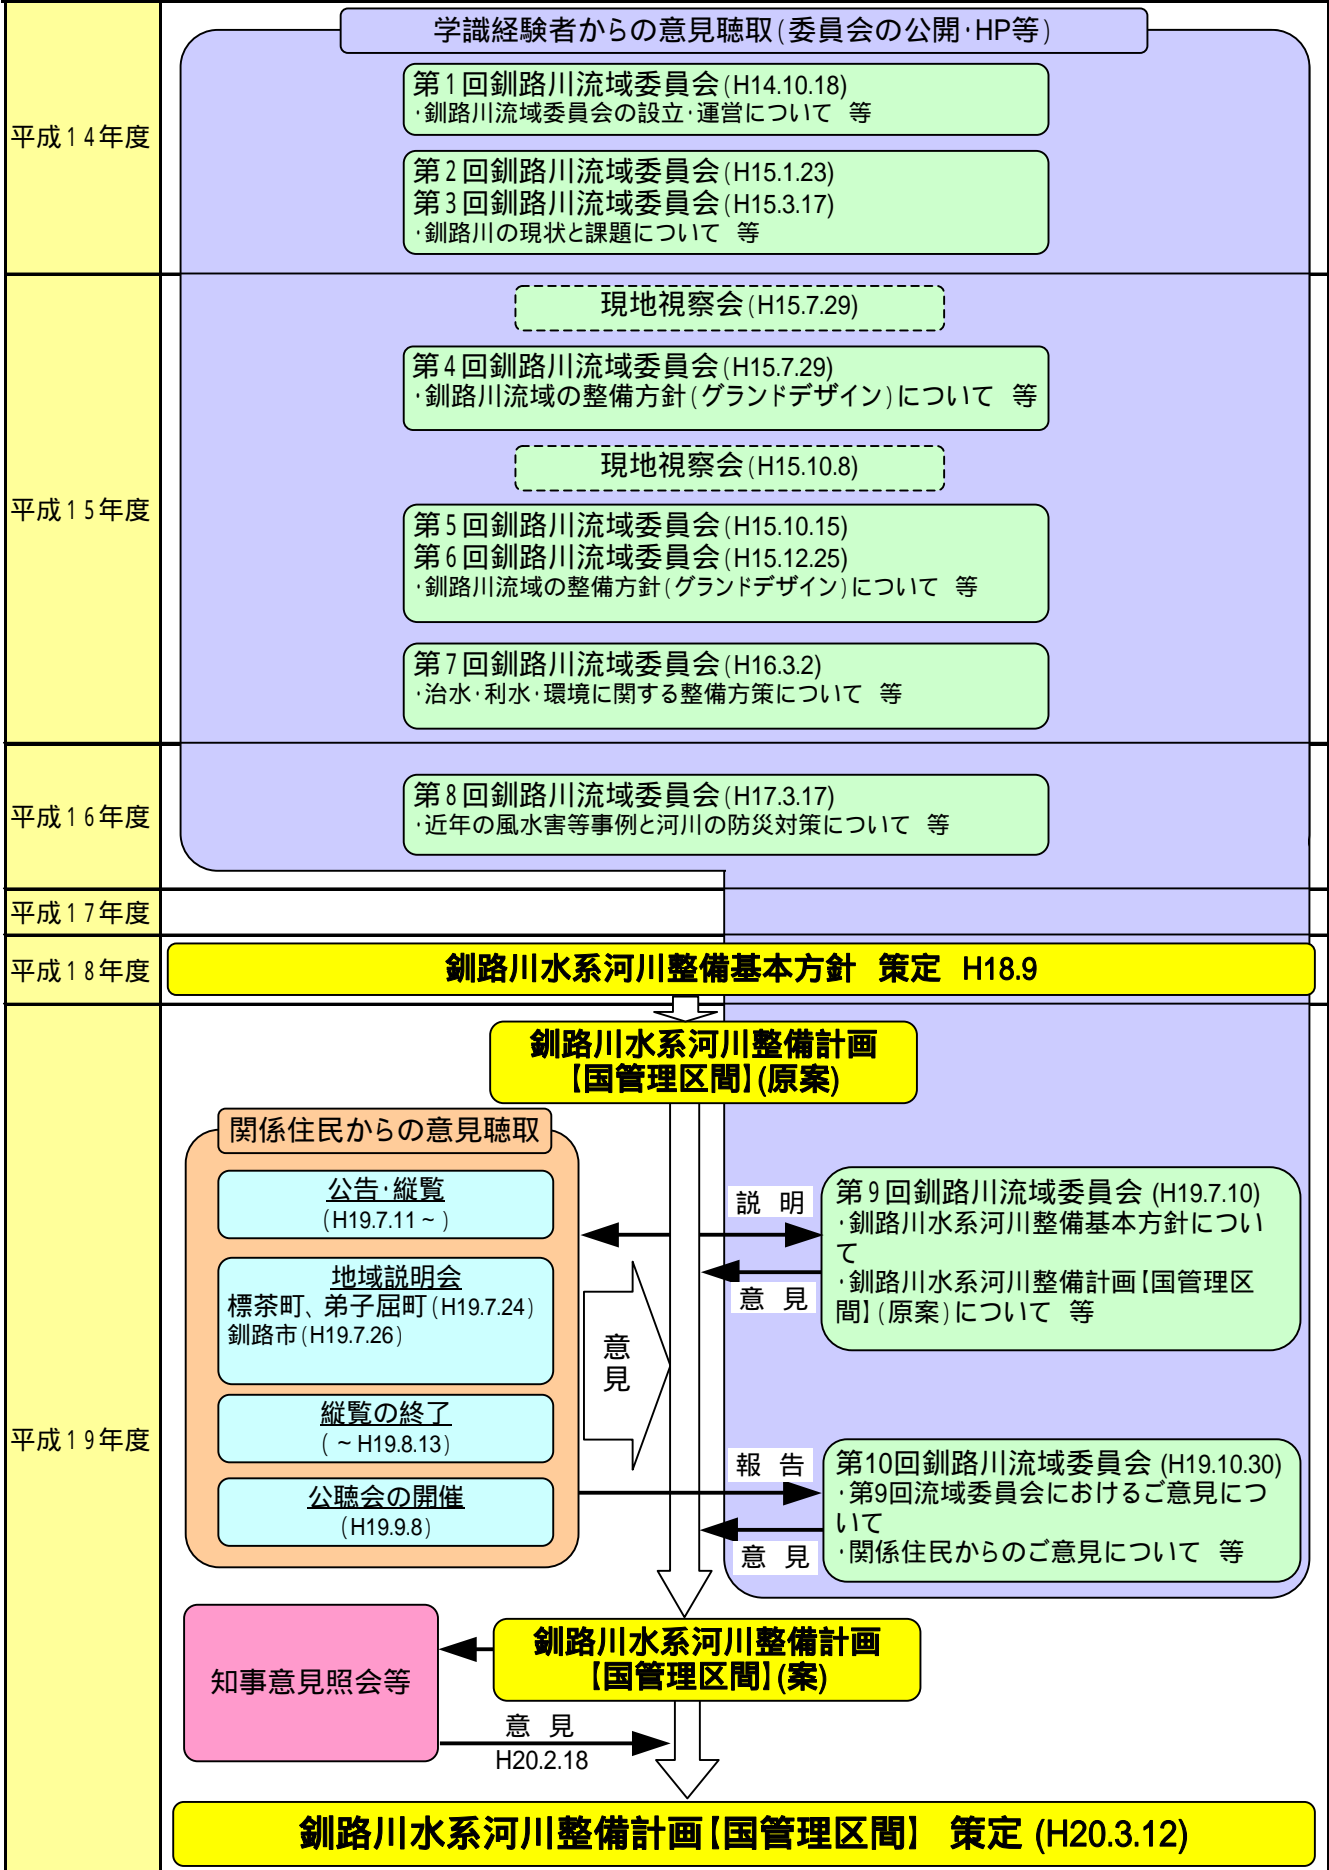 学識経験者からの意見聴取(委員会の公開･HP等)
平成14年度
第1回釧路川流域委員会(H14.10.18)
･釧路川流域委員会の設立･運営について 等
第2回釧路川流域委員会(H15.1.23)
第3回釧路川流域委員会(H15.3.17)
･釧路川の現状と課題について 等
平成15年度
現地視察会(H15.7.29)
第4回釧路川流域委員会(H15.7.29)
･釧路川流域の整備方針(グランドデザイン)について 等
現地視察会(H15.10.8)
第5回釧路川流域委員会(H15.10.15)
第6回釧路川流域委員会(H15.12.25)
･釧路川流域の整備方針(グランドデザイン)について 等
第7回釧路川流域委員会(H16.3.2)
･治水･利水･環境に関する整備方策について 等
平成16年度
第8回釧路川流域委員会(H17.3.17)
･近年の風水害等事例と河川の防災対策について 等
平成17年度
平成18年度
釧路川水系河川整備基本方針 策定 H18.9
平成19年度
釧路川水系河川整備計画
【国管理区間】(原案)
関係住民からの意見聴取
公告･縦覧
(H19.7.11～ )
地域説明会
標茶町、弟子屈町(H19.7.24)
釧路市(H19.7.26)
縦覧の終了
( ～H19.8.13)
公聴会の開催
(H19.9.8)
意見
説 明
意 見
第9回釧路川流域委員会 (H19.7.10)
･釧路川水系河川整備基本方針につい
て
･釧路川水系河川整備計画【国管理区
間】(原案)について 等
報 告
意 見
第10回釧路川流域委員会 (H19.10.30)
･第9回流域委員会におけるご意見につ
いて
･関係住民からのご意見について 等
釧路川水系河川整備計画
【国管理区間】(案)
知事意見照会等
意 見
H20.2.18
釧路川水系河川整備計画【国管理区間】 策定 (H20.3.12)